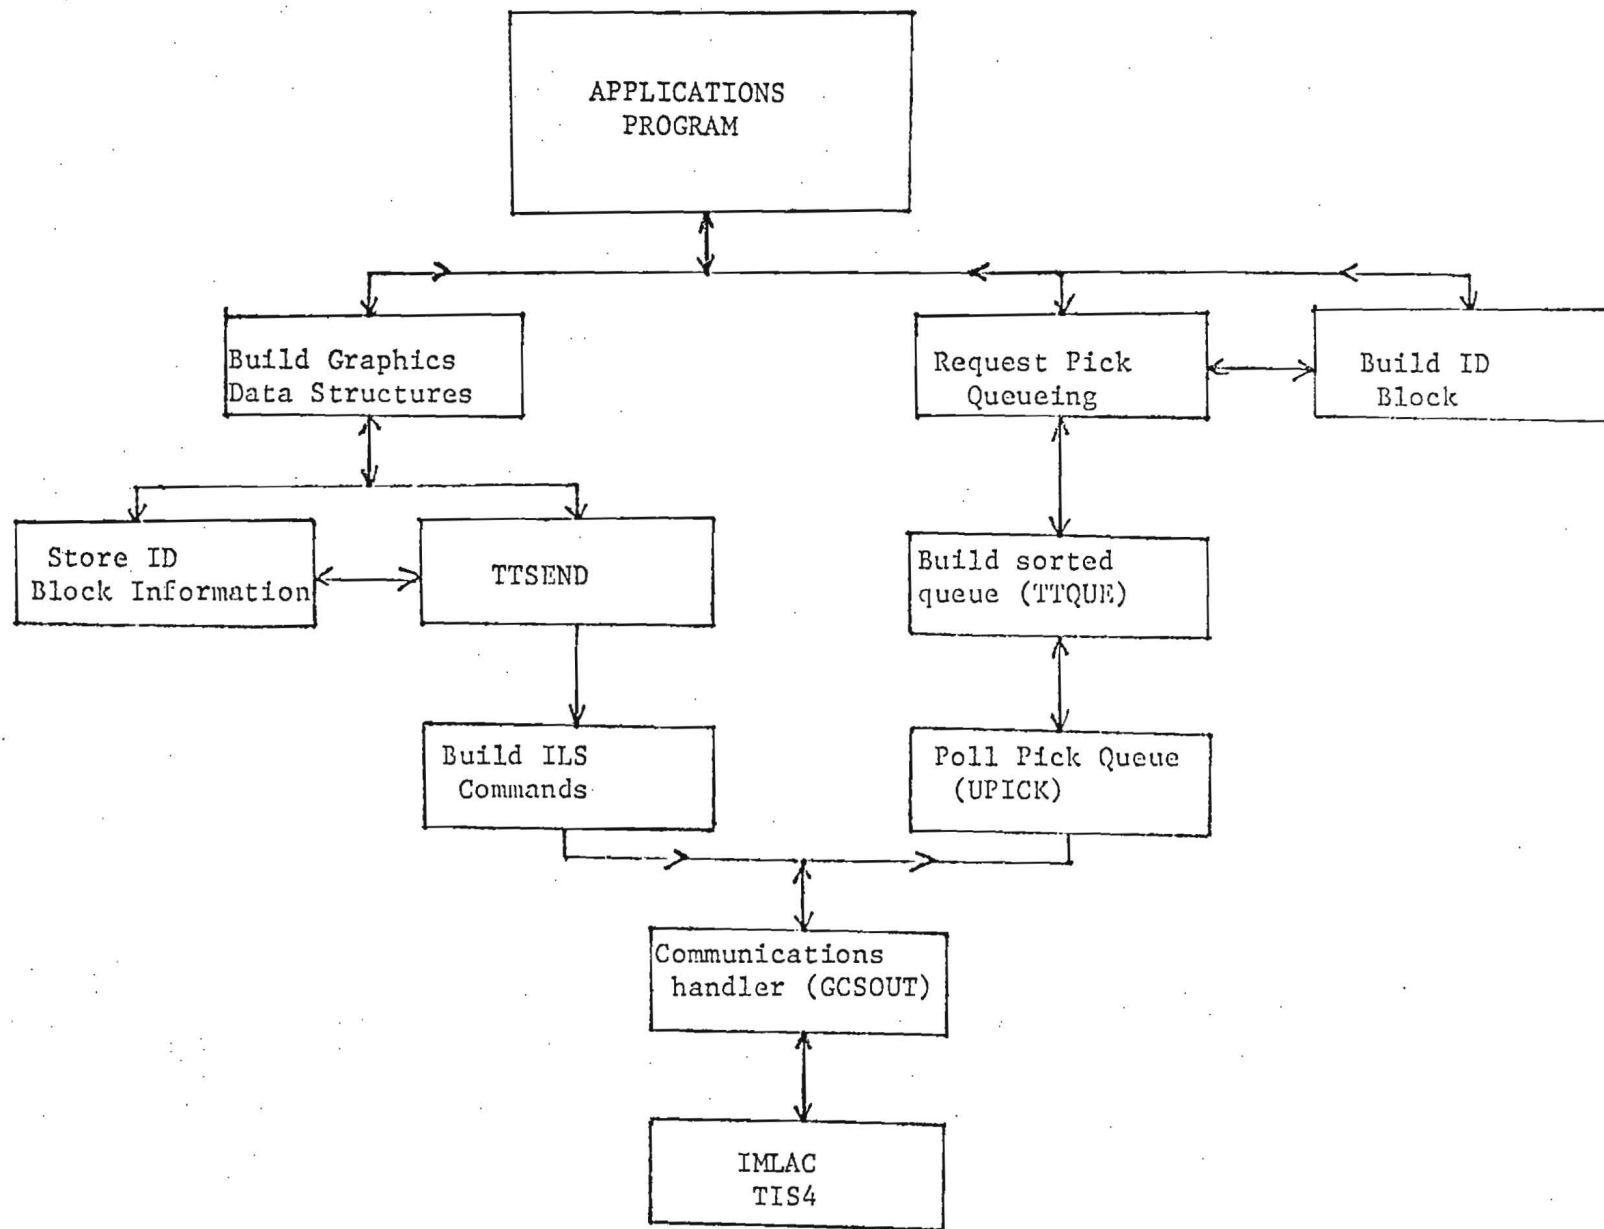 APPLICATIONS
PROGRAM
Build Graphics
Data Structures
Request Pick
Queueing
Build ID
Block
Store ID
Block Information
TTSEND
Build sorted
queue (TTQUE)
Build ILS
Commands
Poll Pick Queue
(UPICK)
Communications
handler (GCSOUT)
IMLAC
TIS4